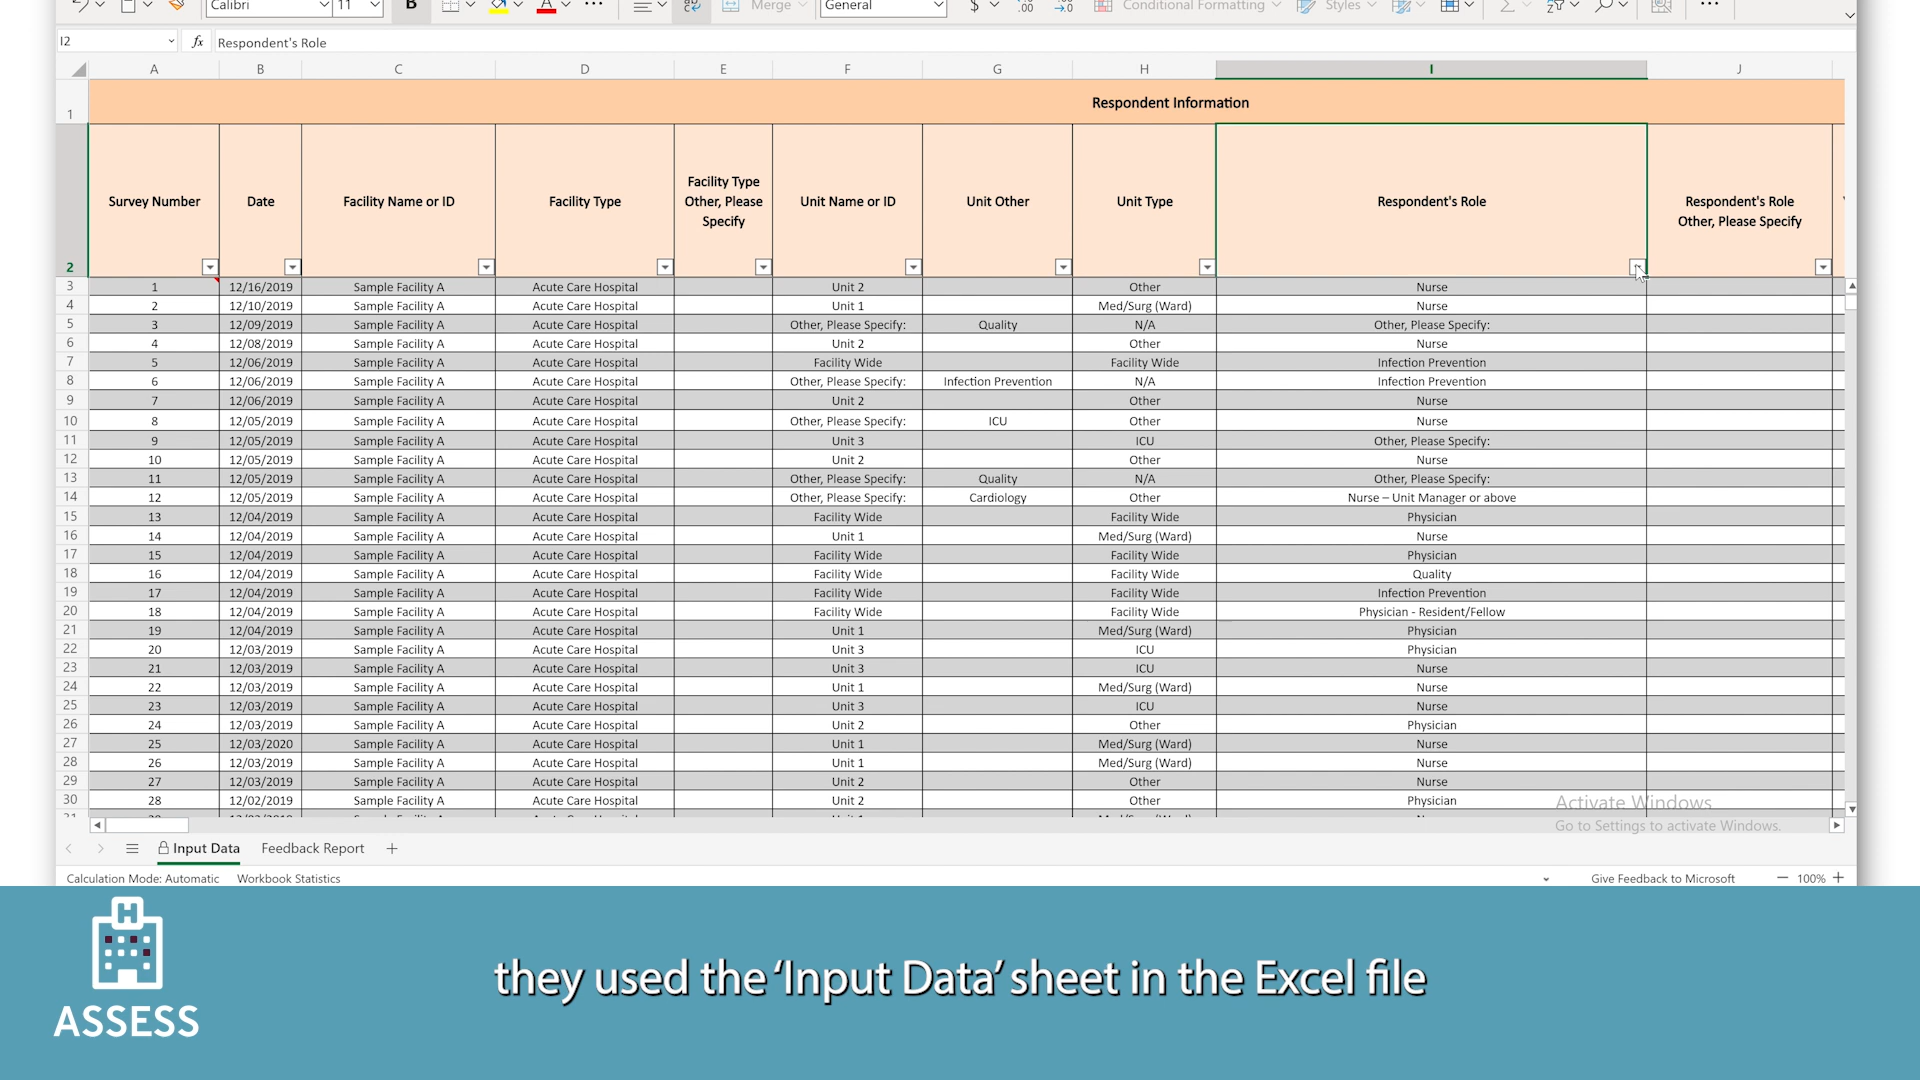 Calibri 11 B Merge General $ .00 .00 Conditional Formatting Styles
I2 fx Respondent's Role
A B C D E F G H I J
1 Respondent Information
2 Survey Number Date Facility Name or ID Facility Type Facility Type Other, Please Specify Unit Name or ID Unit Other Unit Type Respondent's Role Respondent's Role Other, Please Specify
3 1 12/16/2019 Sample Facility A Acute Care Hospital Unit 2 Other Nurse
4 2 12/10/2019 Sample Facility A Acute Care Hospital Unit 1 Med/Surg (Ward) Nurse
5 3 12/09/2019 Sample Facility A Acute Care Hospital Other, Please Specify: Quality N/A Other, Please Specify:
6 4 12/08/2019 Sample Facility A Acute Care Hospital Unit 2 Other Nurse
7 5 12/06/2019 Sample Facility A Acute Care Hospital Facility Wide Facility Wide Infection Prevention
8 6 12/06/2019 Sample Facility A Acute Care Hospital Other, Please Specify: Infection Prevention N/A Infection Prevention
9 7 12/06/2019 Sample Facility A Acute Care Hospital Unit 2 Other Nurse
10 8 12/05/2019 Sample Facility A Acute Care Hospital Other, Please Specify: ICU Other Nurse
11 9 12/05/2019 Sample Facility A Acute Care Hospital Unit 3 ICU Other, Please Specify:
12 10 12/05/2019 Sample Facility A Acute Care Hospital Unit 2 Other Nurse
13 11 12/05/2019 Sample Facility A Acute Care Hospital Other, Please Specify: Quality N/A Other, Please Specify:
14 12 12/05/2019 Sample Facility A Acute Care Hospital Other, Please Specify: Cardiology Other Nurse – Unit Manager or above
15 13 12/04/2019 Sample Facility A Acute Care Hospital Facility Wide Facility Wide Physician
16 14 12/04/2019 Sample Facility A Acute Care Hospital Unit 1 Med/Surg (Ward) Nurse
17 15 12/04/2019 Sample Facility A Acute Care Hospital Facility Wide Facility Wide Physician
18 16 12/04/2019 Sample Facility A Acute Care Hospital Facility Wide Facility Wide Quality
19 17 12/04/2019 Sample Facility A Acute Care Hospital Facility Wide Facility Wide Infection Prevention
20 18 12/04/2019 Sample Facility A Acute Care Hospital Facility Wide Facility Wide Physician - Resident/Fellow
21 19 12/04/2019 Sample Facility A Acute Care Hospital Unit 1 Med/Surg (Ward) Physician
22 20 12/03/2019 Sample Facility A Acute Care Hospital Unit 3 ICU Physician
23 21 12/03/2019 Sample Facility A Acute Care Hospital Unit 3 ICU Nurse
24 22 12/03/2019 Sample Facility A Acute Care Hospital Unit 1 Med/Surg (Ward) Nurse
25 23 12/03/2019 Sample Facility A Acute Care Hospital Unit 3 ICU Nurse
26 24 12/03/2019 Sample Facility A Acute Care Hospital Unit 2 Other Physician
27 25 12/03/2020 Sample Facility A Acute Care Hospital Unit 1 Med/Surg (Ward) Nurse
28 26 12/03/2019 Sample Facility A Acute Care Hospital Unit 1 Med/Surg (Ward) Nurse
29 27 12/03/2019 Sample Facility A Acute Care Hospital Unit 2 Other Nurse
30 28 12/02/2019 Sample Facility A Acute Care Hospital Unit 2 Other Physician
Activate Windows
Go to Settings to activate Windows.
Input Data Feedback Report
Calculation Mode: Automatic Workbook Statistics Give Feedback to Microsoft 100%
H
they used the ‘Input Data’ sheet in the Excel file
ASSESS